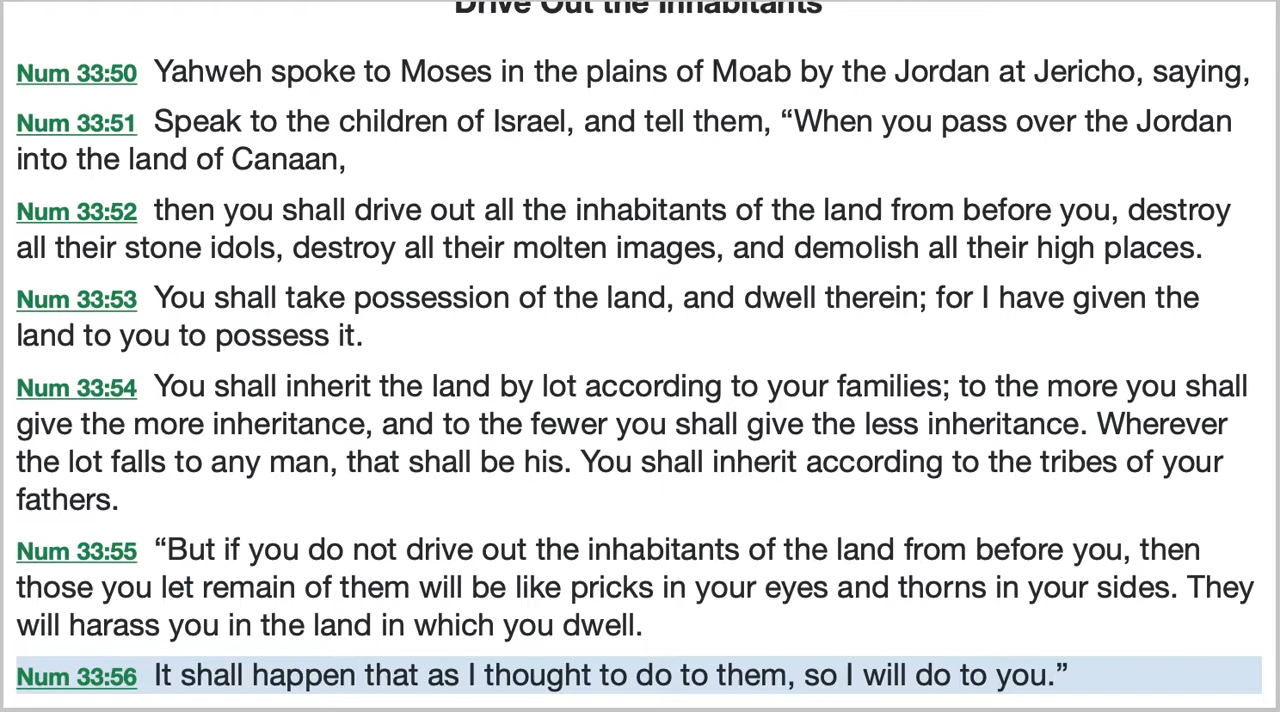 Drive Out the Inhabitants
Num 33:50 Yahweh spoke to Moses in the plains of Moab by the Jordan at Jericho, saying,
Num 33:51 Speak to the children of Israel, and tell them, “When you pass over the Jordan
into the land of Canaan,
Num 33:52 then you shall drive out all the inhabitants of the land from before you, destroy
all their stone idols, destroy all their molten images, and demolish all their high places.
Num 33:53 You shall take possession of the land, and dwell therein; for I have given the
land to you to possess it.
Num 33:54 You shall inherit the land by lot according to your families; to the more you shall
give the more inheritance, and to the fewer you shall give the less inheritance. Wherever
the lot falls to any man, that shall be his. You shall inherit according to the tribes of your
fathers.
Num 33:55 “But if you do not drive out the inhabitants of the land from before you, then
those you let remain of them will be like pricks in your eyes and thorns in your sides. They
will harass you in the land in which you dwell.
Num 33:56 It shall happen that as I thought to do to them, so I will do to you.”